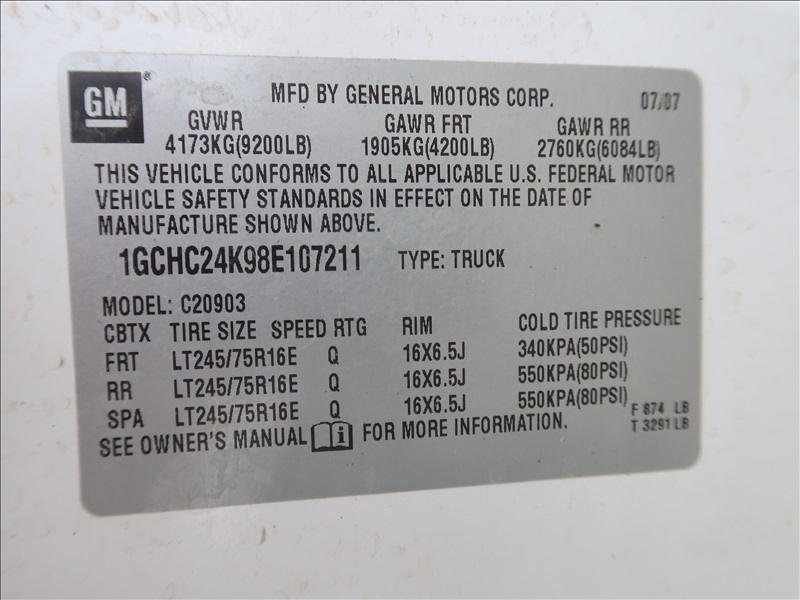 GM
MFD BY GENERAL MOTORS CORP. 07/07
GVWR GAWR FRT GAWR RR
4173KG(9200LB) 1905KG(4200LB) 2760KG(6084LB)
THIS VEHICLE CONFORMS TO ALL APPLICABLE U.S. FEDERAL MOTOR
VEHICLE SAFETY STANDARDS IN EFFECT ON THE DATE OF
MANUFACTURE SHOWN ABOVE.
1GCHC24K98E107211 TYPE: TRUCK
MODEL: C20903
CBTX TIRE SIZE SPEED RTG RIM COLD TIRE PRESSURE
FRT LT245/75R16E Q 16X6.5J 340KPA(50PSI)
RR LT245/75R16E Q 16X6.5J 550KPA(80PSI)
SPA LT245/75R16E Q 16X6.5J 550KPA(80PSI)
F 874 LB
T 3291LB
SEE OWNER'S MANUAL i FOR MORE INFORMATION.